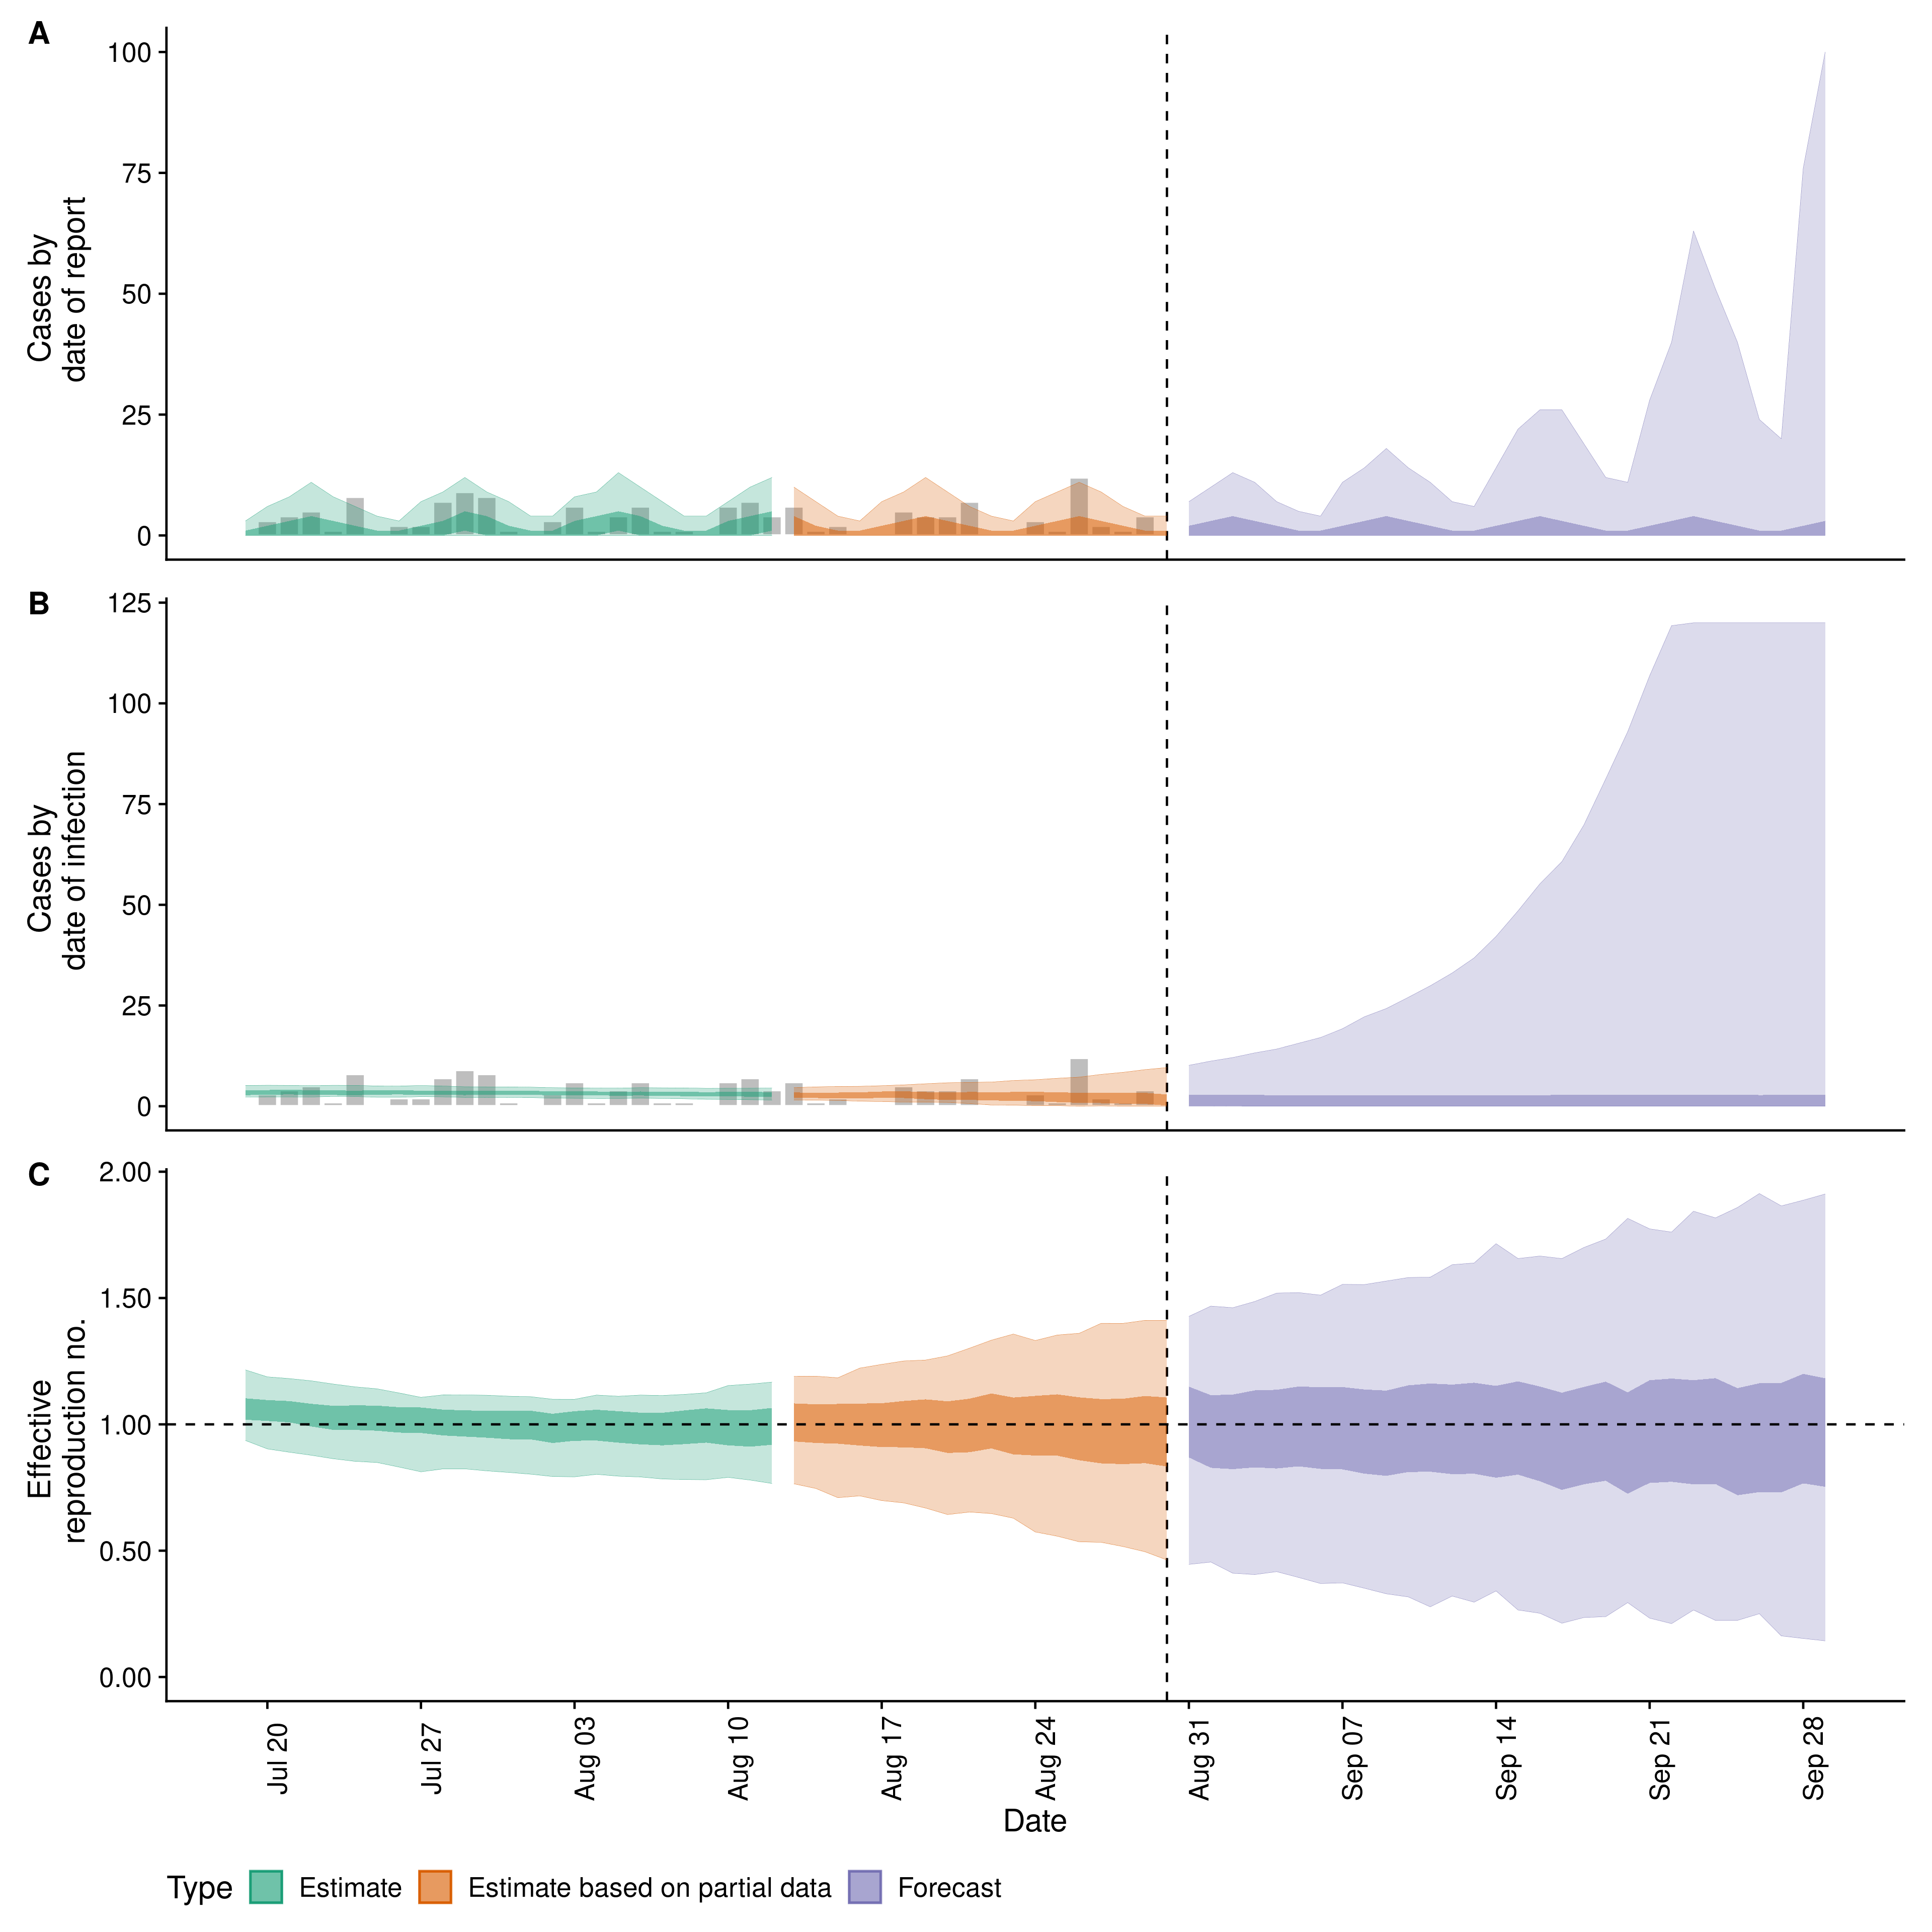 A
100
75
50
25
0
Cases by
date of report
B
125
100
75
50
25
0
Cases by
date of infection
C
2.00
1.50
1.00
0.50
0.00
Effective
reproduction no.
Jul 20
Jul 27
Aug 03
Aug 10
Aug 17
Aug 24
Aug 31
Sep 07
Sep 14
Sep 21
Sep 28
Date
Type Estimate Estimate based on partial data Forecast